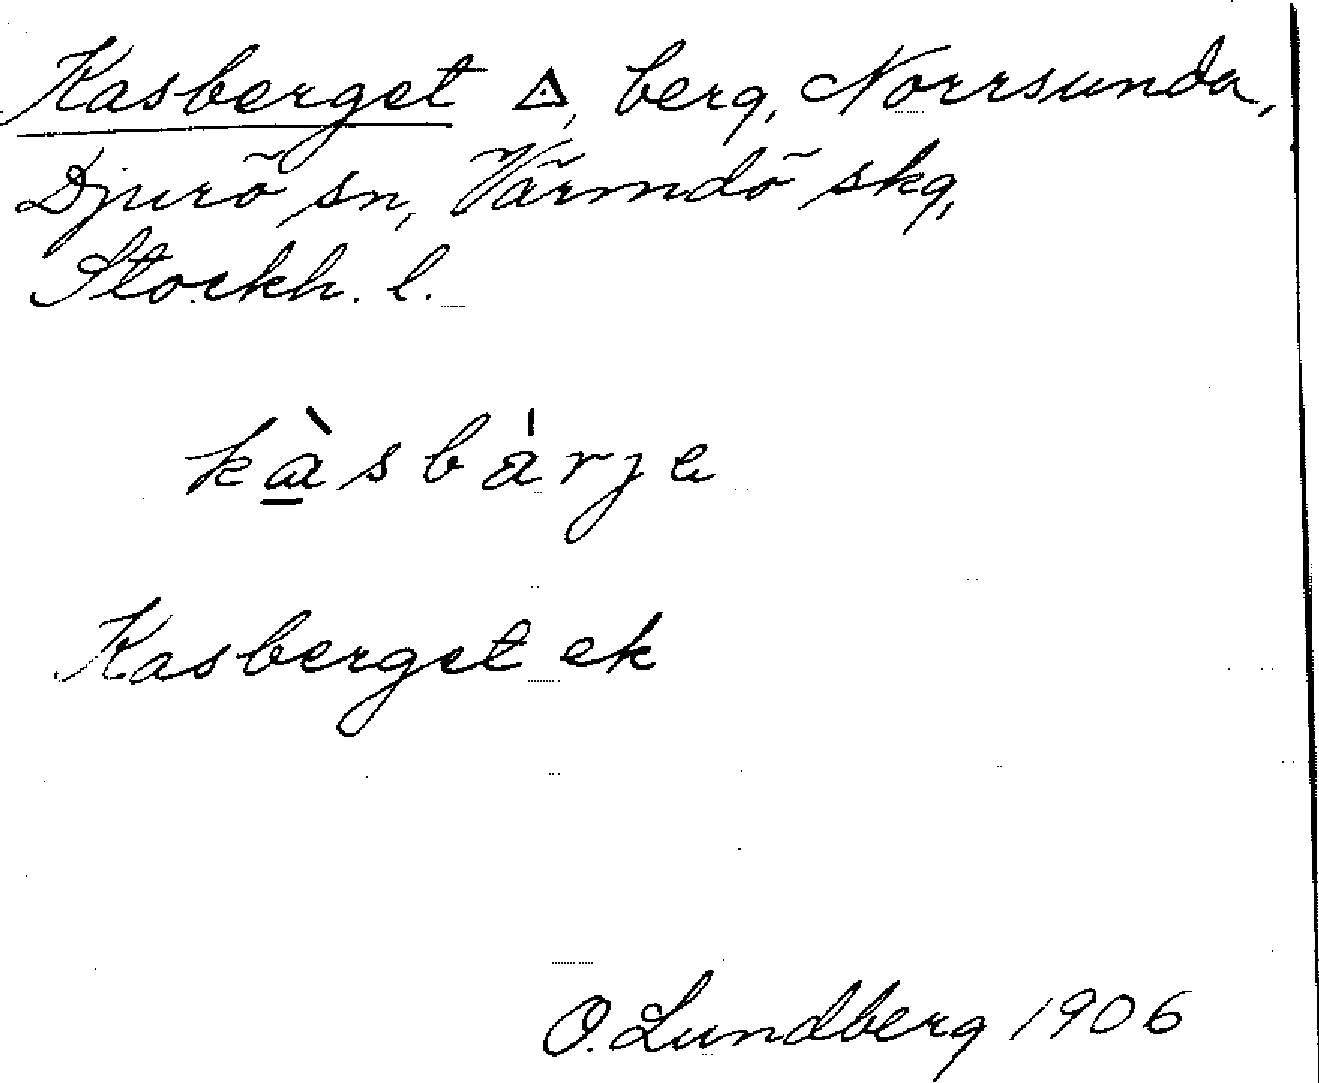 Kasberget △, berg, Norrsunda,
Djurö sn, Värmdö skg,
Stockh. l.
kàsbárje
Kasberget ek
O. Lundberg 1906